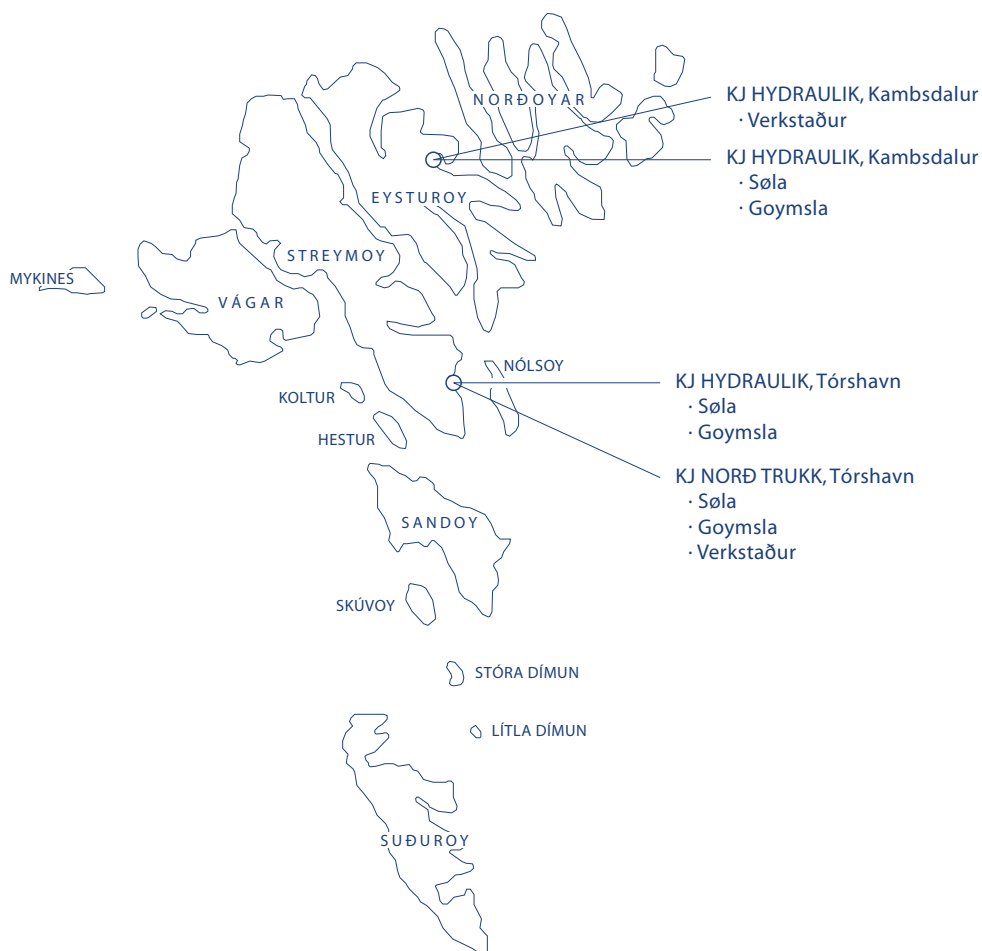 NORÐOYAR
KJ HYDRAULIK, Kambsdalur
· Verkstaður
KJ HYDRAULIK, Kambsdalur
· Søla
· Goymsla
EYSTUROY
STREYMOY
MYKINES
VÁGAR
NÓLSOY
KOLTUR
HESTUR
KJ HYDRAULIK, Tórshavn
· Søla
· Goymsla
KJ NORÐ TRUKK, Tórshavn
· Søla
· Goymsla
· Verkstaður
SANDOY
SKÚVOY
STÓRA DÍMUN
LÍTLA DÍMUN
SUÐUROY